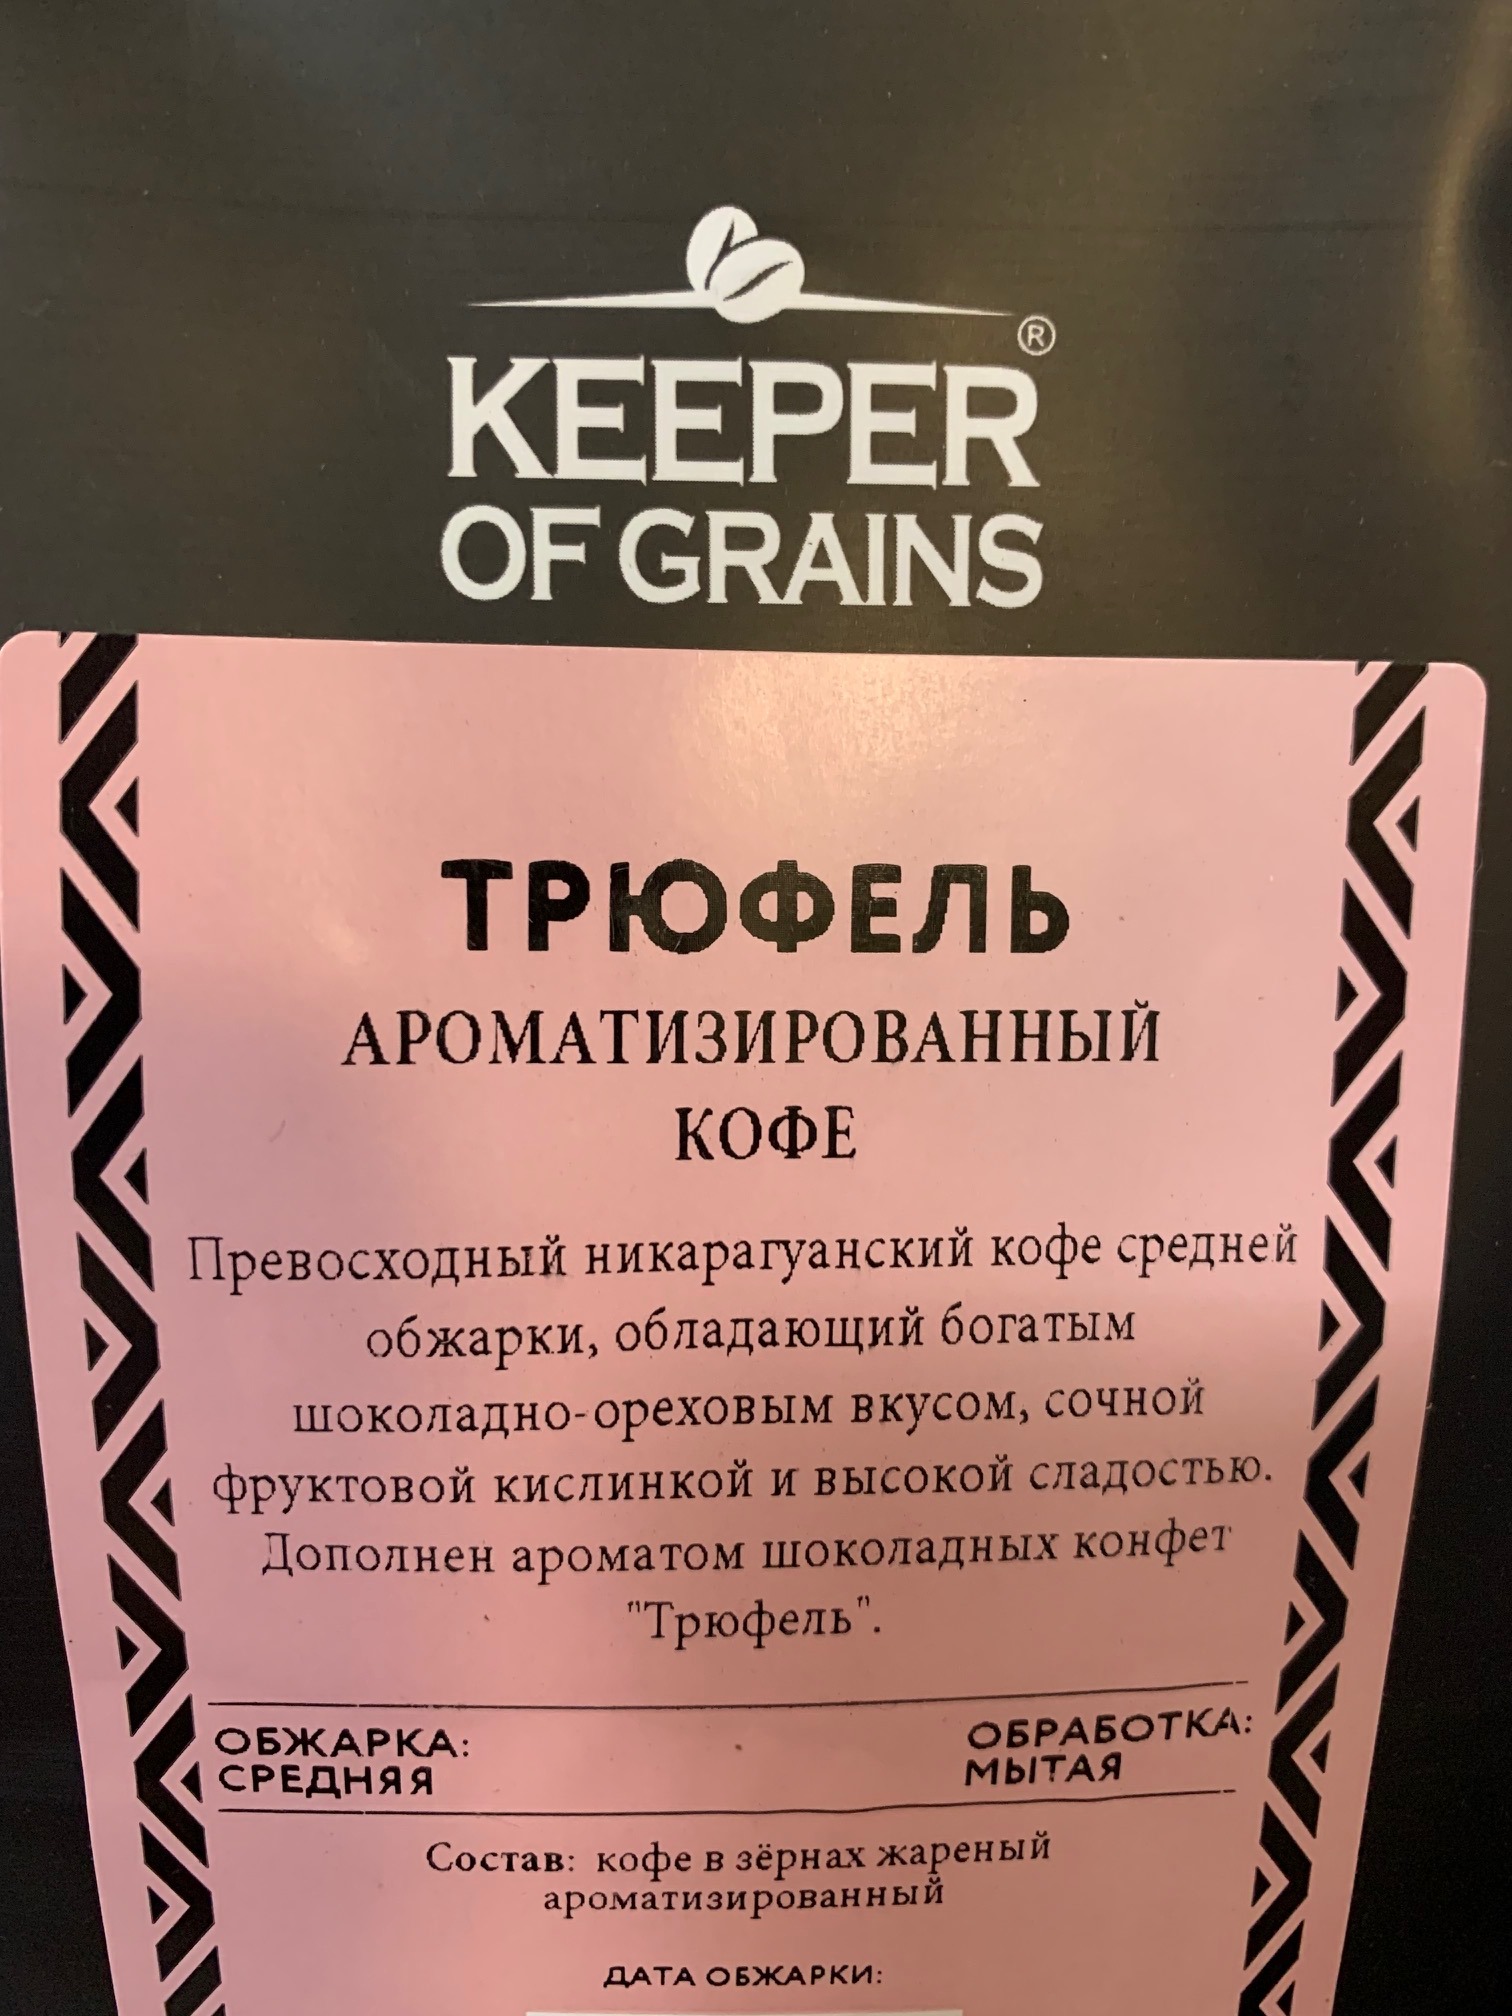 ®
KEEPER
OF GRAINS
ТРЮФЕЛЬ
АРОМАТИЗИРОВАННЫЙ
КОФЕ
Превосходный никарагуанский кофе средней
обжарки, обладающий богатым
шоколадно-ореховым вкусом, сочной
фруктовой кислинкой и высокой сладостью.
Дополнен ароматом шоколадных конфет
"Трюфель".
ОБЖАРКА:
СРЕДНЯЯ
ОБРАБОТКА:
МЫТАЯ
Состав: кофе в зёрнах жареный
ароматизированный
ДАТА ОБЖАРКИ: